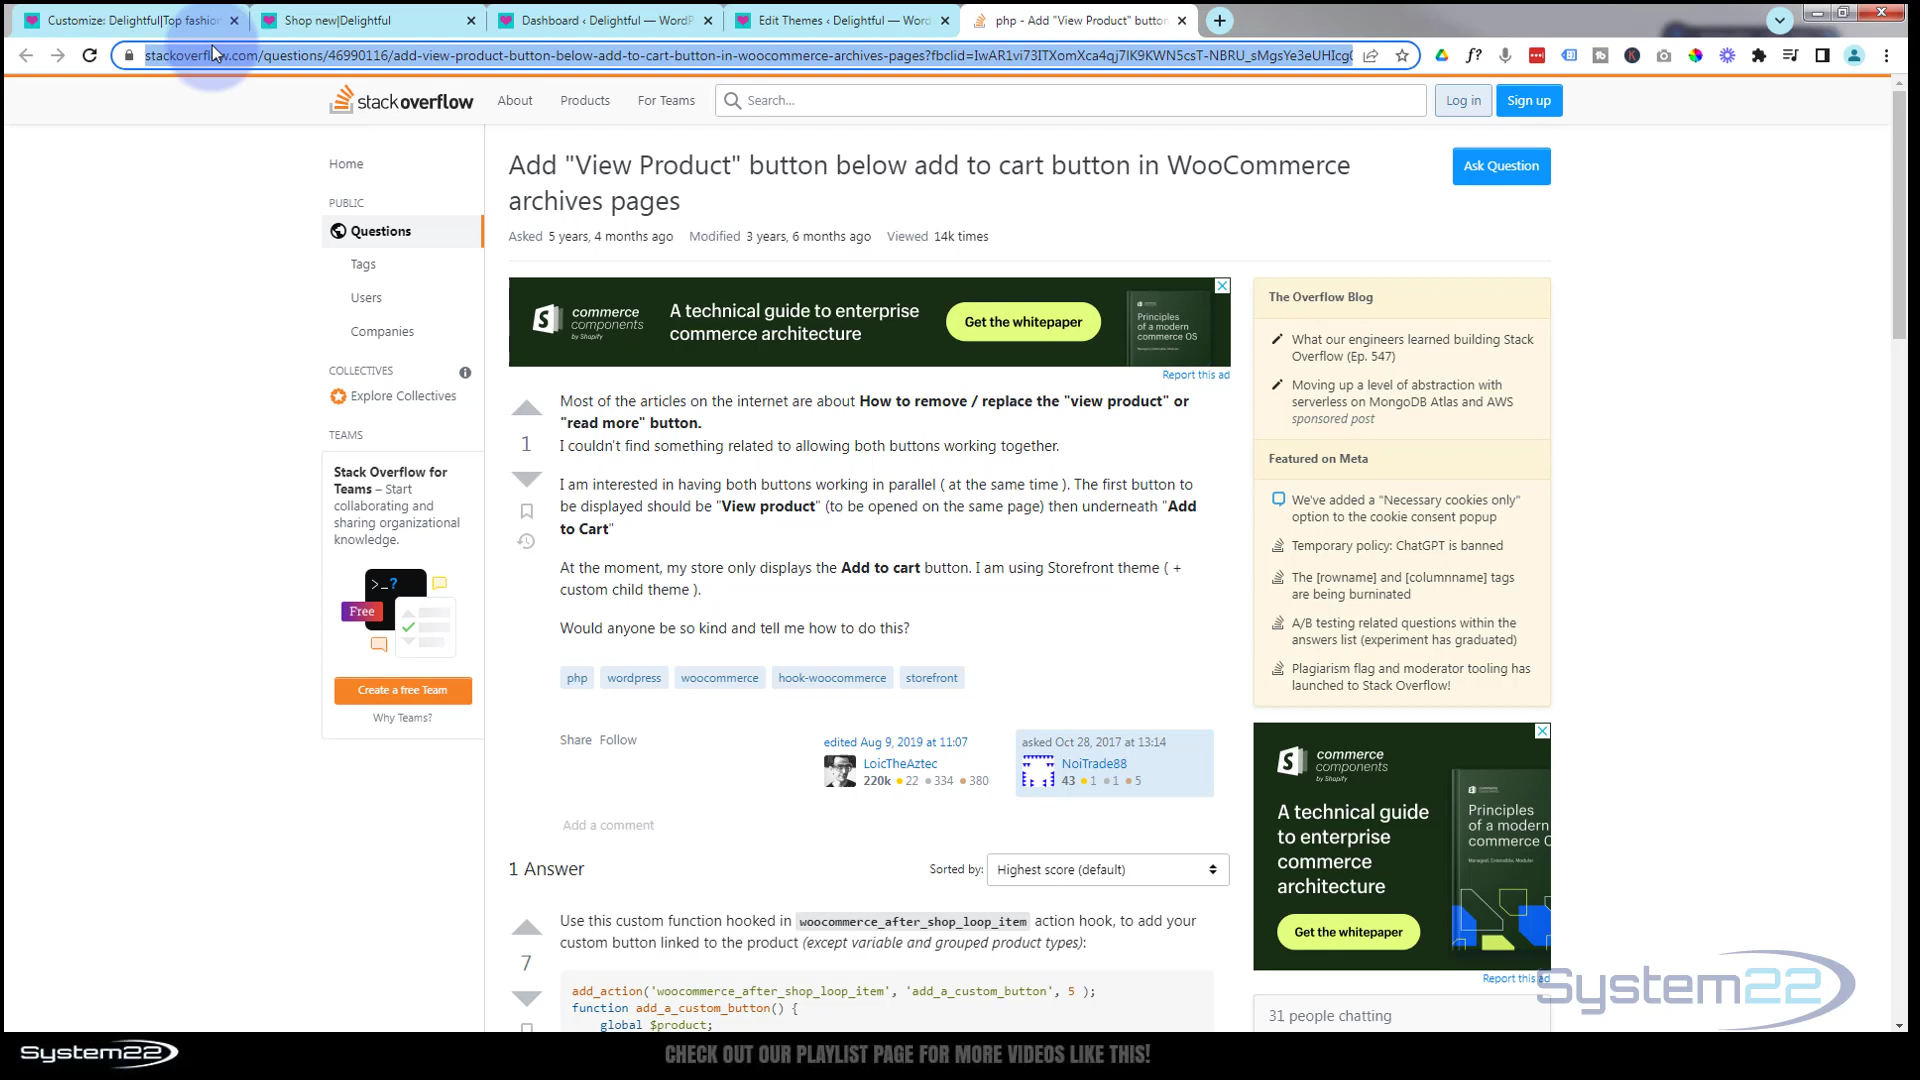 Customize: Delightful|Top fashion
Shop new|Delightful
Dashboard ‹ Delightful — WordP
Edit Themes ‹ Delightful — Word
php - Add "View Product" button
stackoverflow.com/questions/46990116/add-view-product-button-below-add-to-cart-button-in-woocommerce-archives-pages?fbclid=IwAR1vi73ITXomXca4qj7lK9KWN5csT-NBRU_sMgsYe3eUHIcg
stackoverflow
About
Products
For Teams
Search...
Log in
Sign up
Home
PUBLIC
Questions
Tags
Users
Companies
COLLECTIVES
Explore Collectives
TEAMS
Stack Overflow for
Teams – Start
collaborating and
sharing organizational
knowledge.
>_?
Free
Create a free Team
Why Teams?
Add "View Product" button below add to cart button in WooCommerce
archives pages
Ask Question
Asked 5 years, 4 months ago Modified 3 years, 6 months ago Viewed 14k times
commerce
components
by Shopify
A technical guide to enterprise
commerce architecture
Get the whitepaper
Principles
of a modern
commerce OS
Report this ad
1
Most of the articles on the internet are about How to remove / replace the "view product" or
"read more" button.
I couldn't find something related to allowing both buttons working together.
I am interested in having both buttons working in parallel ( at the same time ). The first button to
be displayed should be "View product" (to be opened on the same page) then underneath "Add
to Cart"
At the moment, my store only displays the Add to cart button. I am using Storefront theme ( +
custom child theme ).
Would anyone be so kind and tell me how to do this?
php wordpress woocommerce hook-woocommerce storefront
Share Follow
edited Aug 9, 2019 at 11:07
LoicTheAztec
220k 22 334 380
asked Oct 28, 2017 at 13:14
NoiTrade88
43 1 1 5
Add a comment
1 Answer
Sorted by:
Highest score (default)
7
Use this custom function hooked in woocommerce_after_shop_loop_item action hook, to add your
custom button linked to the product (except variable and grouped product types):
add_action('woocommerce_after_shop_loop_item', 'add_a_custom_button', 5 );
function add_a_custom_button() {
global $product;
The Overflow Blog
What our engineers learned building Stack
Overflow (Ep. 547)
Moving up a level of abstraction with
serverless on MongoDB Atlas and AWS
sponsored post
Featured on Meta
We've added a "Necessary cookies only"
option to the cookie consent popup
Temporary policy: ChatGPT is banned
The [rowname] and [columnname] tags
are being burninated
A/B testing related questions within the
answers list (experiment has graduated)
Plagiarism flag and moderator tooling has
launched to Stack Overflow!
commerce
components
by Shopify
A technical guide
to enterprise
commerce
architecture
Get the whitepaper
Principles
of a modern
commerce O
Report this ad
31 people chatting
System22
System22
CHECK OUT OUR PLAYLIST PAGE FOR MORE VIDEOS LIKE THIS!